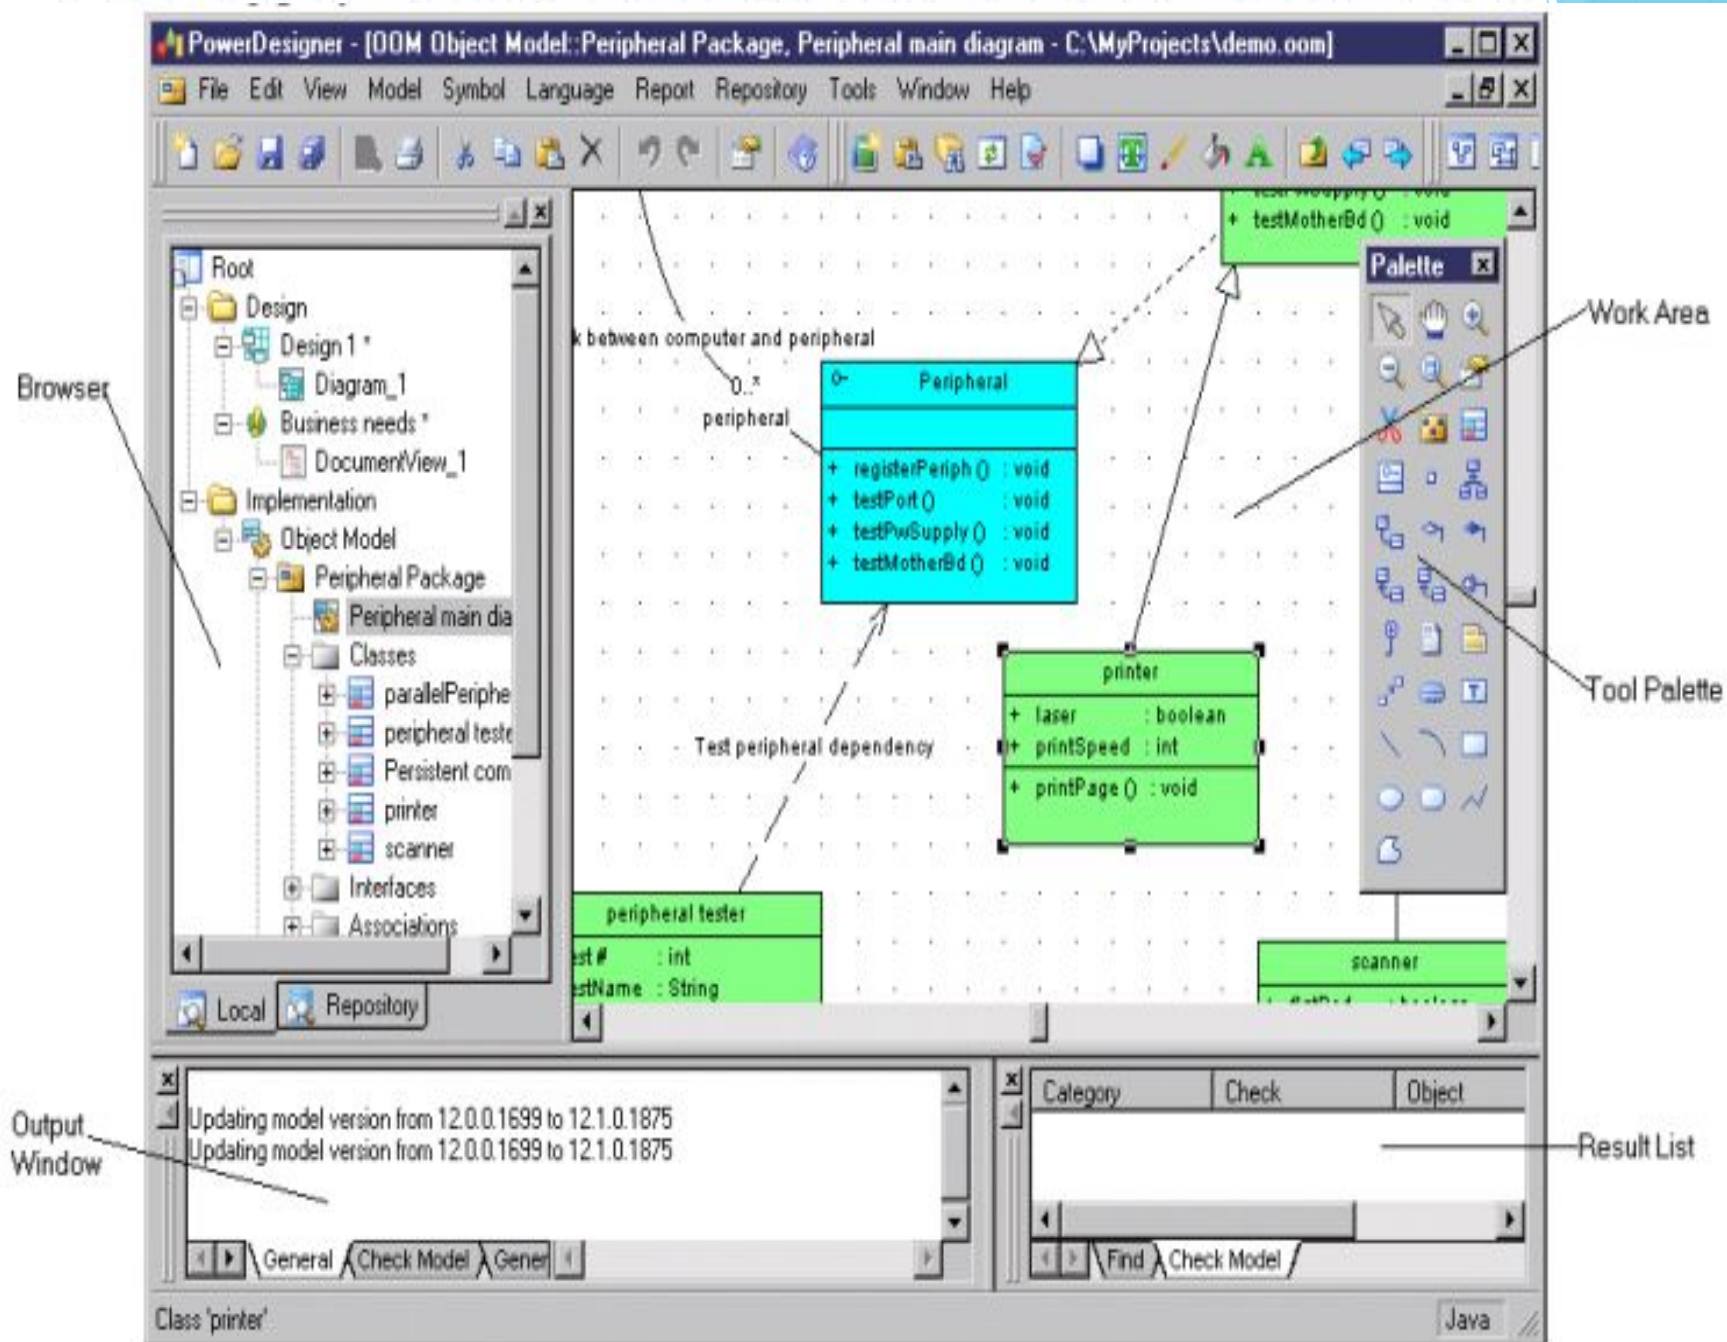 PowerDesigner - [OOM Object Model::Peripheral Package, Peripheral main diagram - C:\MyProjects\demo.oom]
File Edit View Model Symbol Language Report Repository Tools Window Help
Root
Design
Design 1 *
Diagram_1
Business needs *
DocumentView_1
Implementation
Object Model
Peripheral Package
Peripheral main dia
Classes
parallelPeriphe
peripheral teste
Persistent com
printer
scanner
Interfaces
Associations
Local
Repository
Browser
+ testMotherBd () : void
k between computer and peripheral
0..*
peripheral
Peripheral
+ registerPeriph () : void
+ testPort () : void
+ testPwSupply () : void
+ testMotherBd () : void
Test peripheral dependency
printer
+ laser : boolean
+ printSpeed : int
+ printPage () : void
peripheral tester
est # : int
estName : String
scanner
Palette
Work Area
Tool Palette
Output
Window
Updating model version from 12.0.0.1699 to 12.1.0.1875
Updating model version from 12.0.0.1699 to 12.1.0.1875
General
Check Model
Gener
Category
Check
Object
Find
Check Model
Result List
Class 'printer'
Java